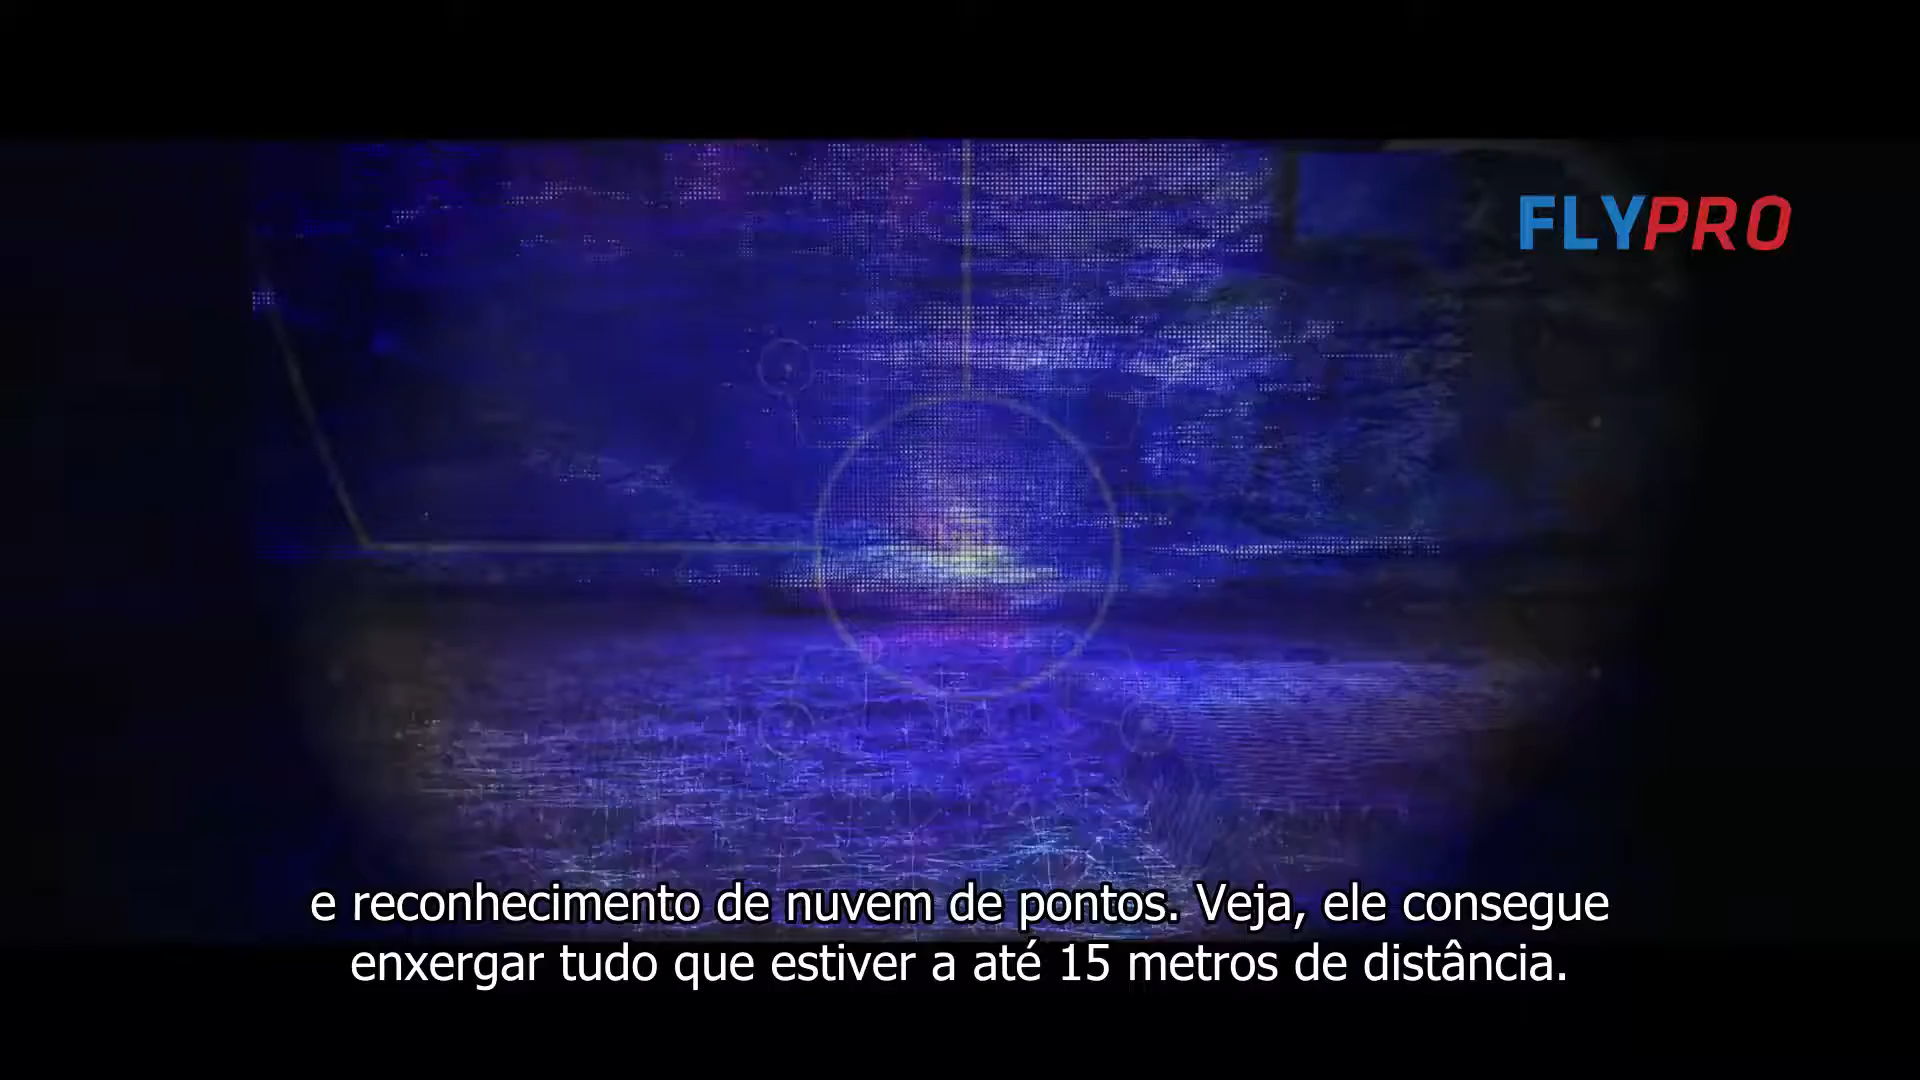 FLYPRO
e reconhecimento de nuvem de pontos. Veja, ele consegue
enxergar tudo que estiver a até 15 metros de distância.